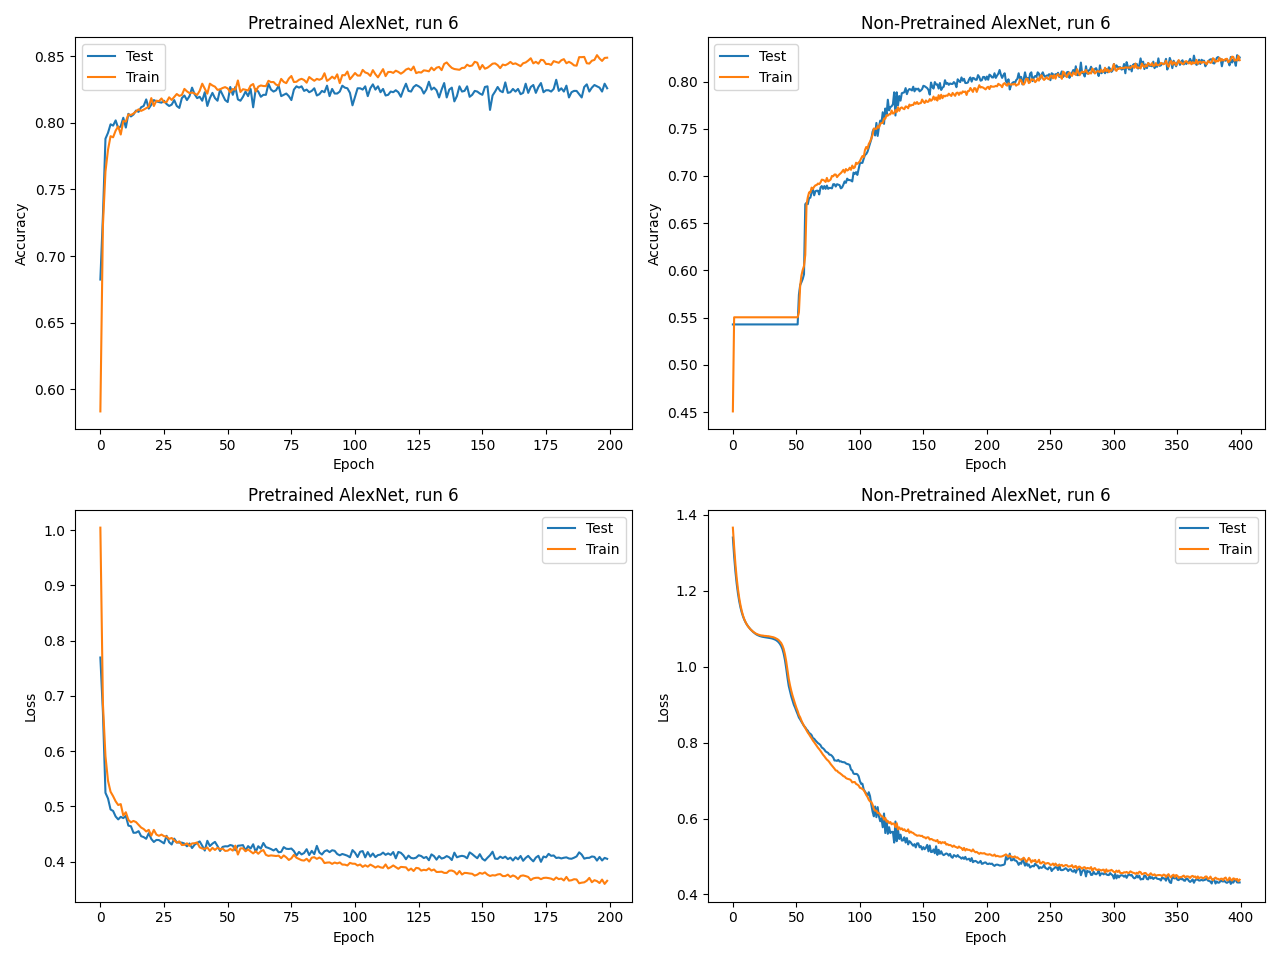 Pretrained AlexNet, run 6
Test
Train
0.85
0.80
0.75
0.70
0.65
0.60
Accuracy
0 25 50 75 100 125 150 175 200
Epoch
Non-Pretrained AlexNet, run 6
Test
Train
0.80
0.75
0.70
0.65
0.60
0.55
0.50
0.45
Accuracy
0 50 100 150 200 250 300 350 400
Epoch
Pretrained AlexNet, run 6
Test
Train
1.0
0.9
0.8
0.7
0.6
0.5
0.4
Loss
0 25 50 75 100 125 150 175 200
Epoch
Non-Pretrained AlexNet, run 6
Test
Train
1.4
1.2
1.0
0.8
0.6
0.4
Loss
0 50 100 150 200 250 300 350 400
Epoch